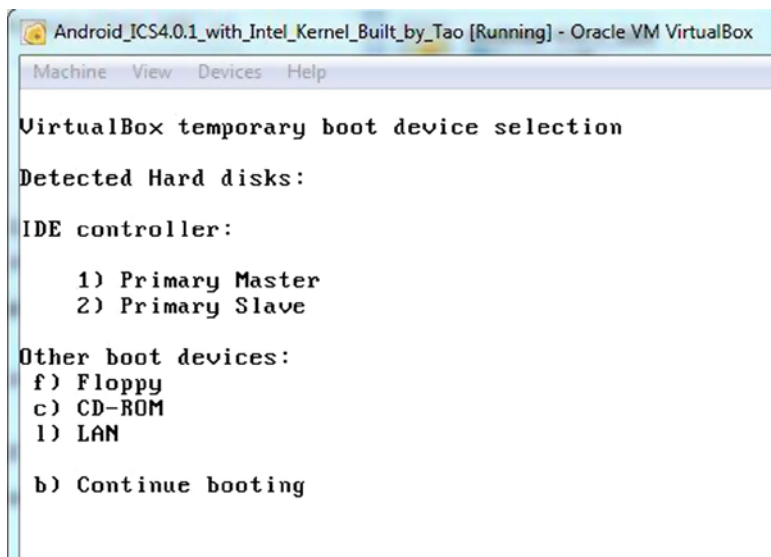 Android_ICS4.0.1_with_Intel_Kernel_Built_by_Tao [Running] - Oracle VM VirtualBox
Machine View Devices Help
VirtualBox temporary boot device selection
Detected Hard disks:
IDE controller:
1) Primary Master
2) Primary Slave
Other boot devices:
f) Floppy
c) CD-ROM
l) LAN
b) Continue booting